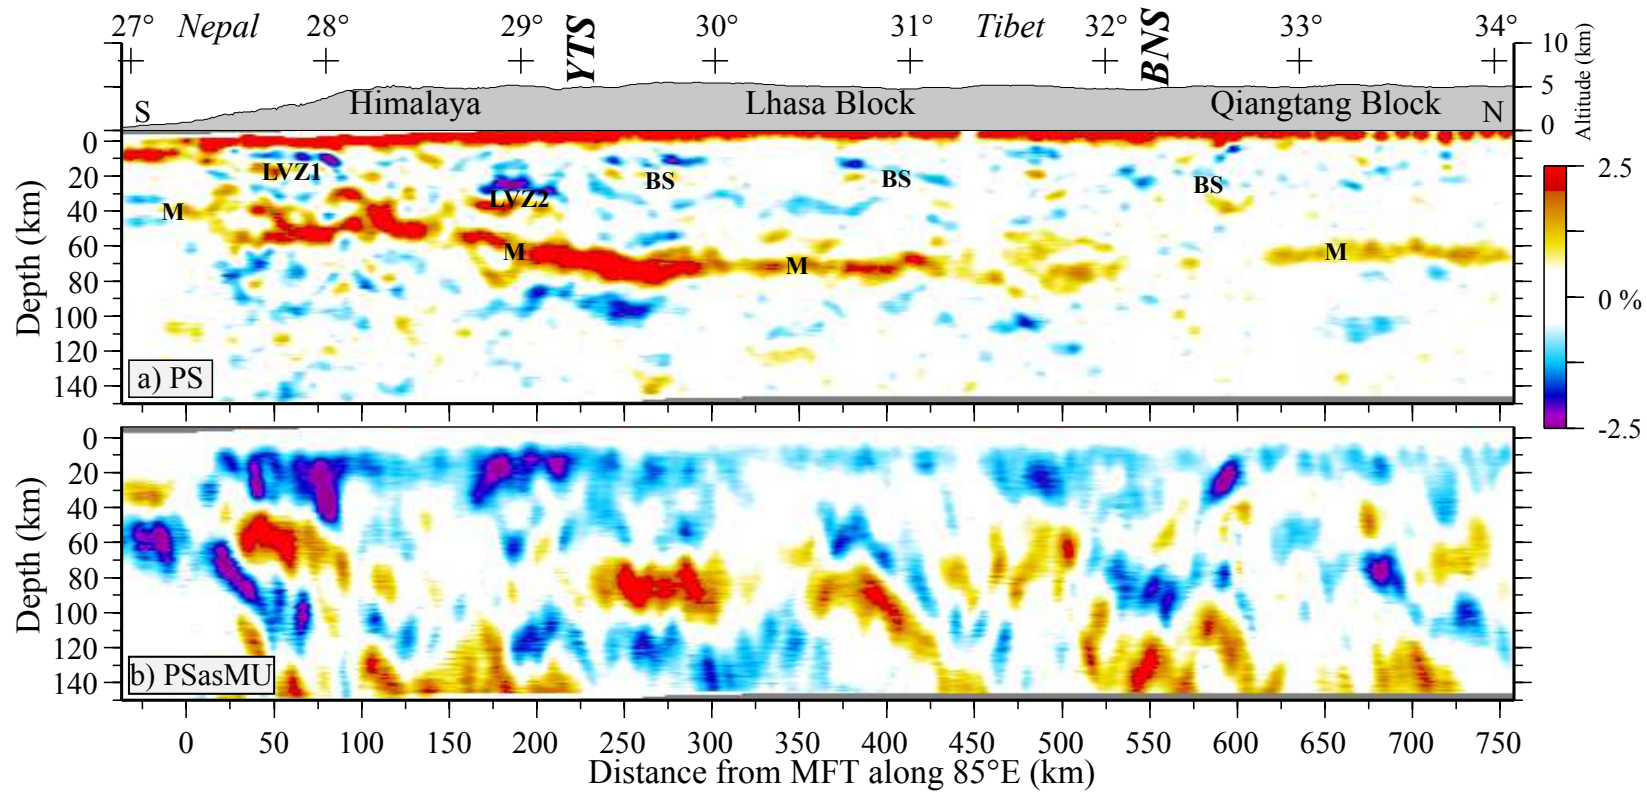 27° Nepal 28° 29° YTS 30° 31° Tibet 32° BNS 33° 34°
10
5
0
Altitude (km)
S Himalaya Lhasa Block Qiangtang Block N
0
20
40
60
80
100
120
140
Depth (km)
LVZ1
LVZ2
BS
BS
BS
M
M
M
M
a) PS
2.5
0 %
-2.5
0
20
40
60
80
100
120
140
Depth (km)
b) PSasMU
0 50 100 150 200 250 300 350 400 450 500 550 600 650 700 750
Distance from MFT along 85°E (km)